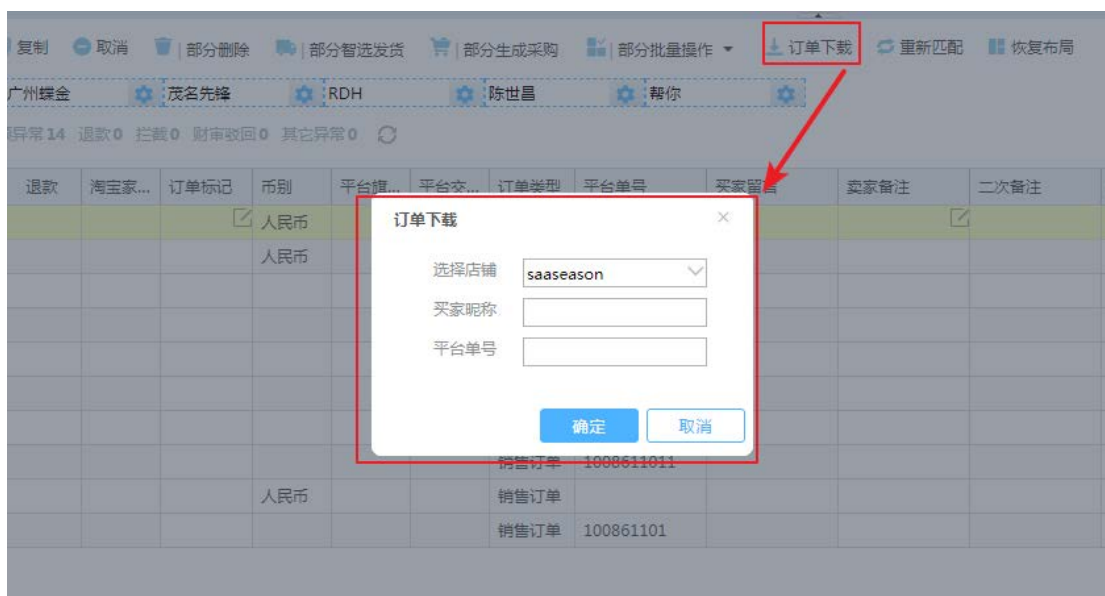 复制 取消 部分删除 部分智选发货 部分生成采购 部分批量操作 订单下载 重新匹配 恢复布局
广州蝶金 茂名先锋 RDH 陈世昌 帮你
异常14 退款0 拦截0 财审驳回0 其它异常0
退款 淘宝家... 订单标记 币别 平台旗... 平台交... 订单类型 平台单号 买家留言 卖家备注 二次备注
人民币
订单下载
人民币
选择店铺 saaseason
买家昵称
平台单号
确定 取消
销售订单 1008611011
人民币 销售订单
销售订单 100861101